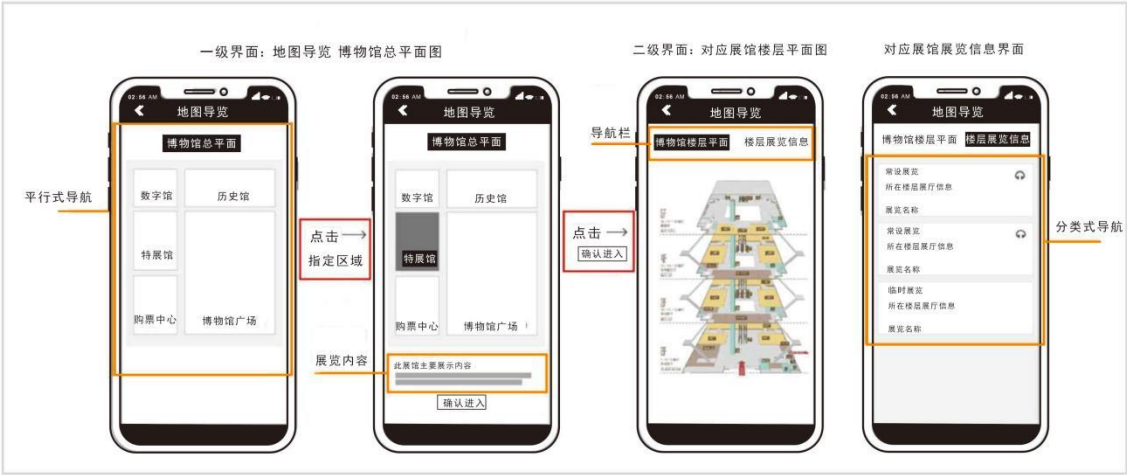 一级界面：地图导览 博物馆总平面图
二级界面：对应展馆楼层平面图
对应展馆展览信息界面
02:56 AM
地图导览
博物馆总平面
数字馆
历史馆
特展馆
购票中心
博物馆广场
平行式导航
点击
指定区域
02:56 AM
地图导览
博物馆总平面
数字馆
历史馆
特展馆
购票中心
博物馆广场
展览内容
此展馆主要展示内容
确认进入
点击
确认进入
导航栏
02:56 AM
地图导览
博物馆楼层平面
楼层展览信息
02:56 AM
地图导览
博物馆楼层平面
楼层展览信息
常设展览
所在楼层展厅信息
展览名称
常设展览
所在楼层展厅信息
展览名称
临时展览
所在楼层展厅信息
展览名称
分类式导航